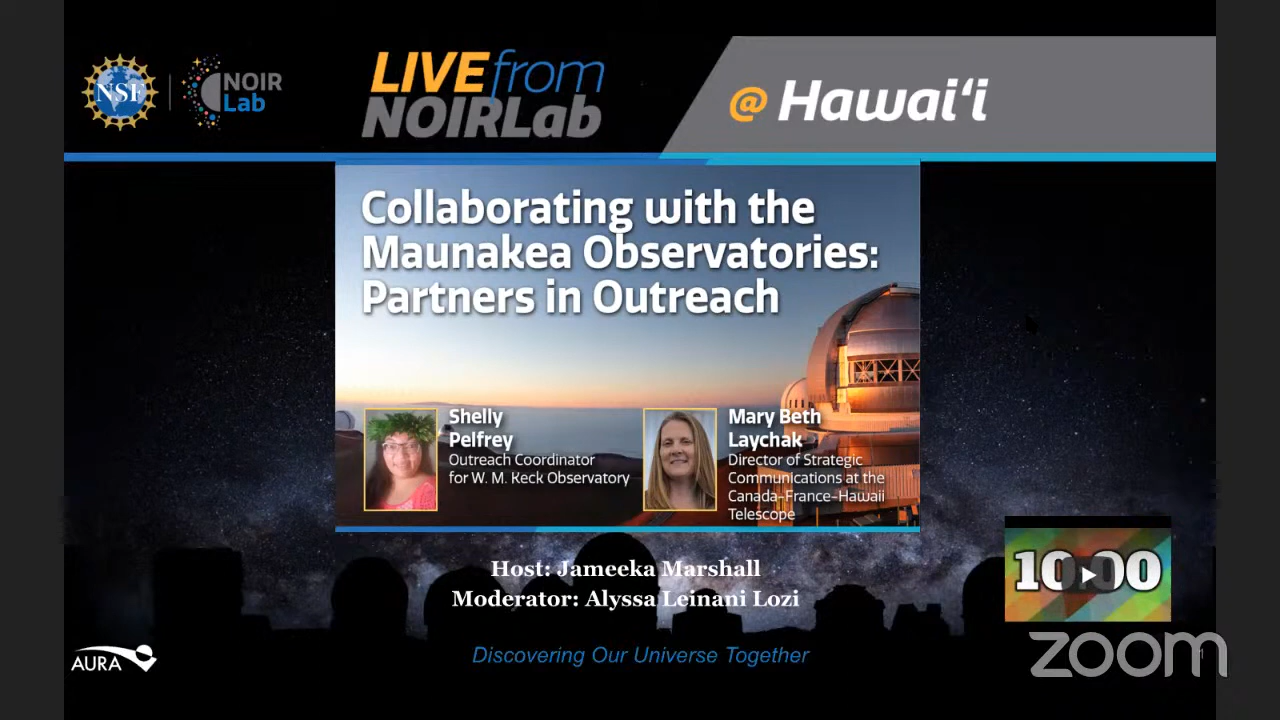 NSF
NOIR
Lab
LIVE from
NOIRLab
@ Hawaiʻi
Collaborating with the
Maunakea Observatories:
Partners in Outreach
Shelly
Pelfrey
Outreach Coordinator
for W. M. Keck Observatory
Mary Beth
Laychak
Director of Strategic
Communications at the
Canada-France-Hawaii
Telescope
Host: Jameeka Marshall
Moderator: Alyssa Leinani Lozi
10:00
AURA
Discovering Our Universe Together
zoom
1